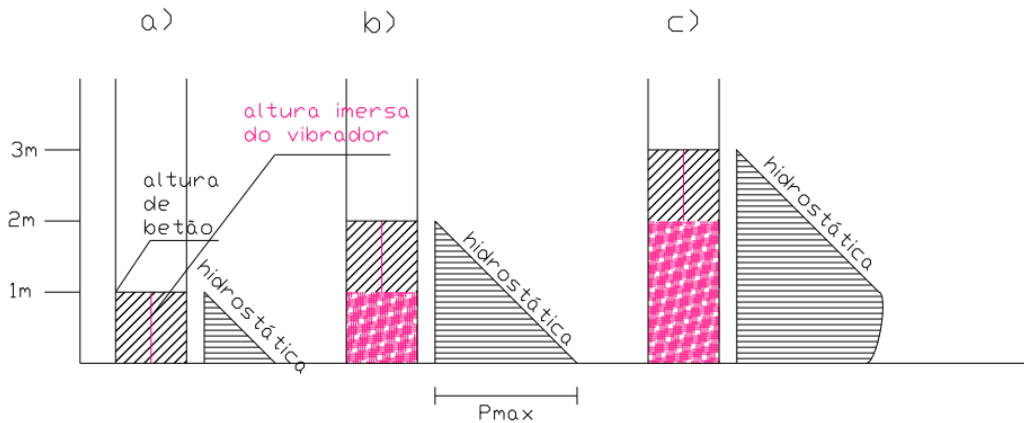 a)
b)
c)
altura imersa
do vibrador
3m
altura
de
betão
2m
1m
hidrostática
hidrostática
hidrostática
Pmax